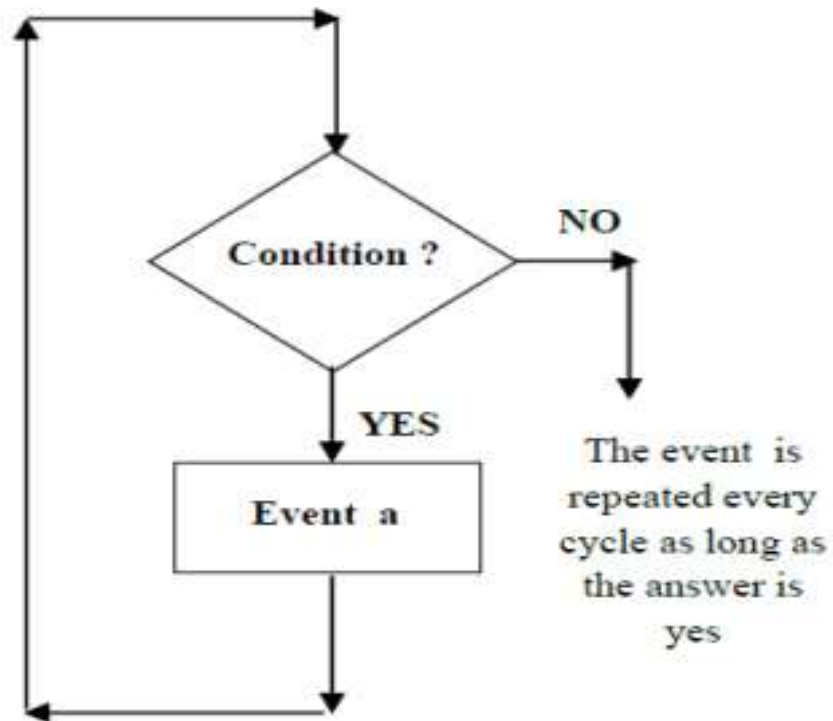 Condition ?
NO
YES
Event a
The event is
repeated every
cycle as long as
the answer is
yes